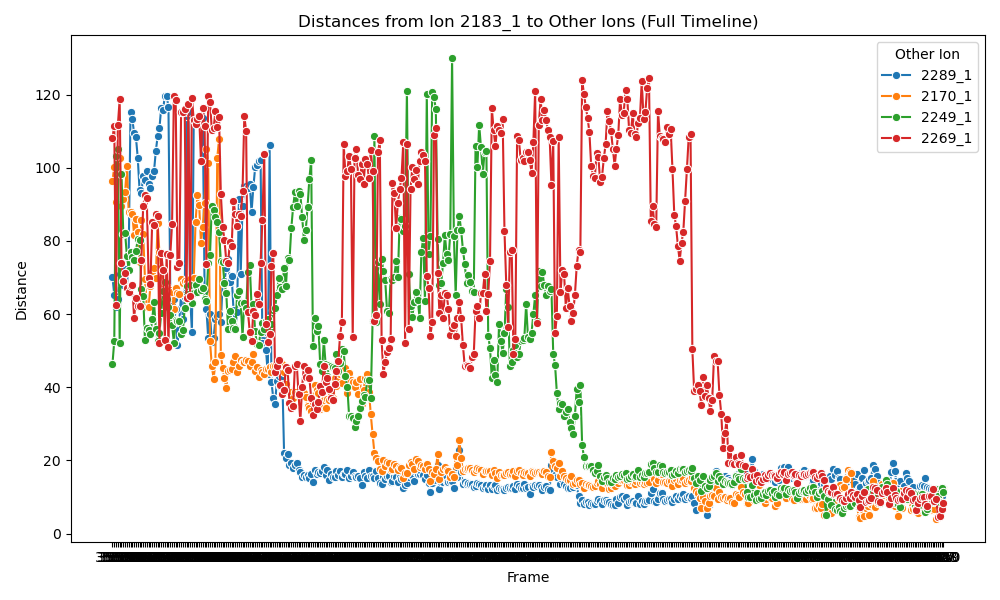 Distances from Ion 2183_1 to Other Ions (Full Timeline)
Other Ion
2289_1
2170_1
2249_1
2269_1
120
100
80
60
40
20
0
Distance
Frame